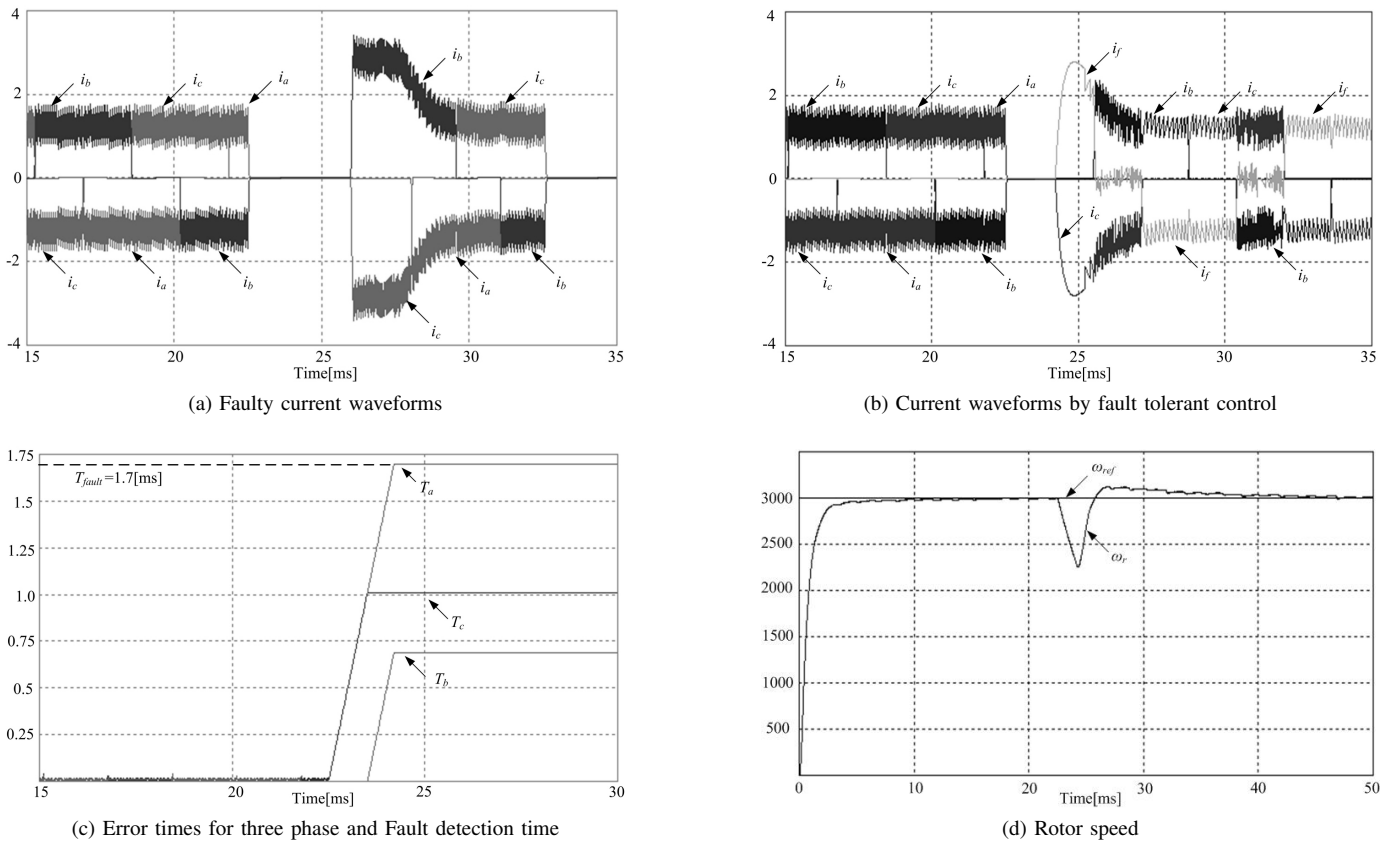 4
2
0
-2
-4
15
20
25
30
35
Time[ms]
i_b
i_c
i_a
i_b
i_c
i_c
i_a
i_b
i_c
i_a
i_b
(a) Faulty current waveforms
4
2
0
-2
-4
15
20
25
30
35
Time[ms]
i_b
i_c
i_a
i_f
i_b
i_c
i_f
i_c
i_a
i_b
i_c
i_f
i_b
(b) Current waveforms by fault tolerant control
1.75
1.5
1.25
1.0
0.75
0.5
0.25
15
20
25
30
Time[ms]
T_fault=1.7[ms]
T_a
T_c
T_b
(c) Error times for three phase and Fault detection time
3000
2500
2000
1500
1000
500
0
10
20
30
40
50
Time[ms]
ω_ref
ω_r
(d) Rotor speed